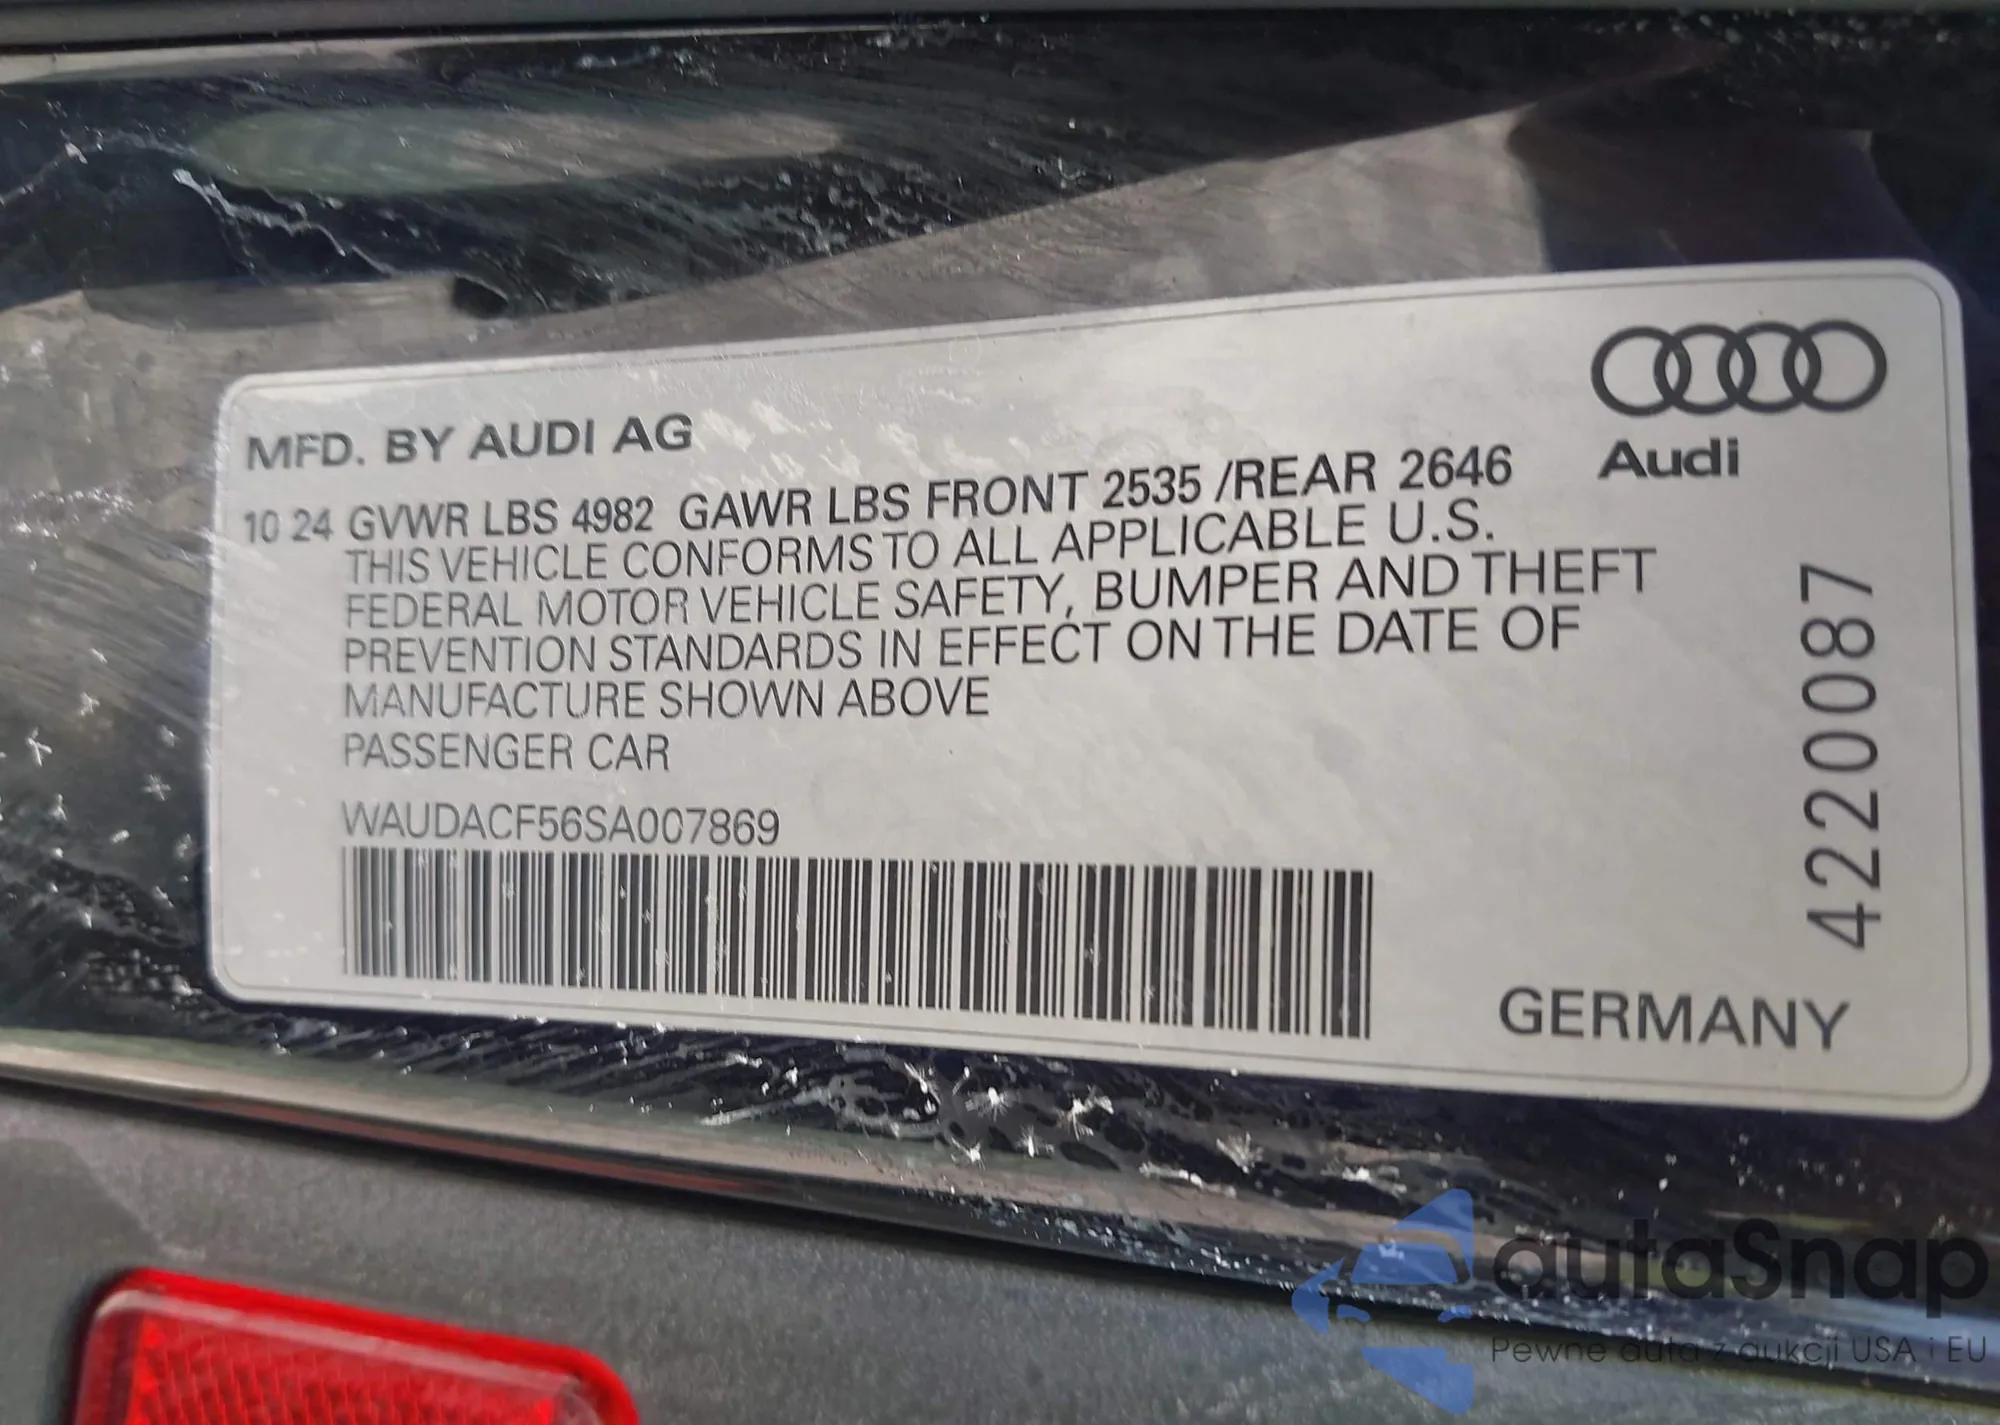 Audi
MFD. BY AUDI AG
10 24 GVWR LBS 4982 GAWR LBS FRONT 2535 /REAR 2646
THIS VEHICLE CONFORMS TO ALL APPLICABLE U.S.
FEDERAL MOTOR VEHICLE SAFETY, BUMPER AND THEFT
PREVENTION STANDARDS IN EFFECT ON THE DATE OF
MANUFACTURE SHOWN ABOVE
PASSENGER CAR
WAUDACF56SA007869
GERMANY
4220087
autaSnap
Pewne auta z aukcji USA i EU